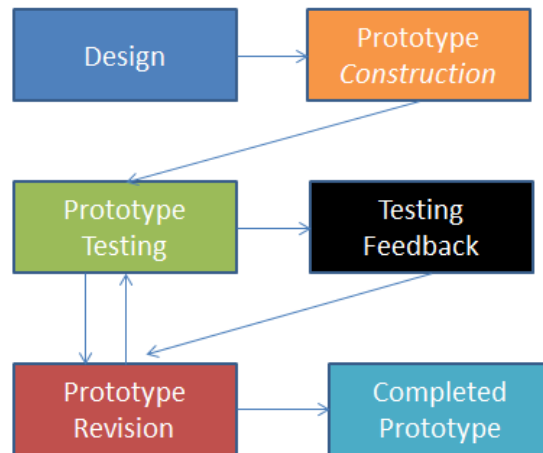 Design
Prototype
Construction
Prototype
Testing
Testing
Feedback
Prototype
Revision
Completed
Prototype